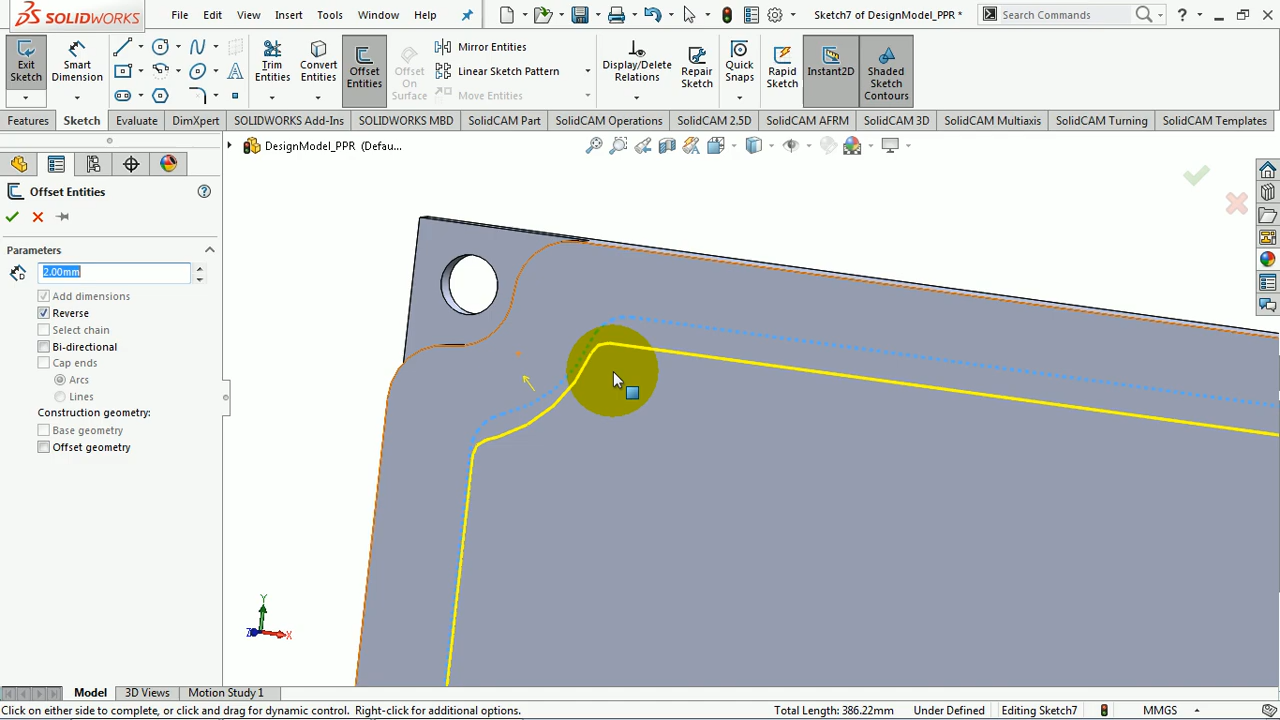 SOLIDWORKS File Edit View Insert Tools Window Help Sketch7 of DesignModel_PPR * Search Commands ?
Exit Sketch Smart Dimension Trim Entities Convert Entities Offset Entities Offset On Surface Mirror Entities Linear Sketch Pattern Move Entities Display/Delete Relations Repair Sketch Quick Snaps Rapid Sketch Instant2D Shaded Sketch Contours
Features Sketch Evaluate DimXpert SOLIDWORKS Add-Ins SOLIDWORKS MBD SolidCAM Part SolidCAM Operations SolidCAM 2.5D SolidCAM AFRM SolidCAM 3D SolidCAM Multiaxis SolidCAM Turning SolidCAM Templates
DesignModel_PPR (Defau...
Offset Entities ?
Parameters
2.00mm
Add dimensions
Reverse
Select chain
Bi-directional
Cap ends
Arcs
Lines
Construction geometry:
Base geometry
Offset geometry
Y
Z X
Model 3D Views Motion Study 1
Click on either side to complete, or click and drag for dynamic control. Right-click for additional options. Total Length: 386.22mm Under Defined Editing Sketch7 MMGS